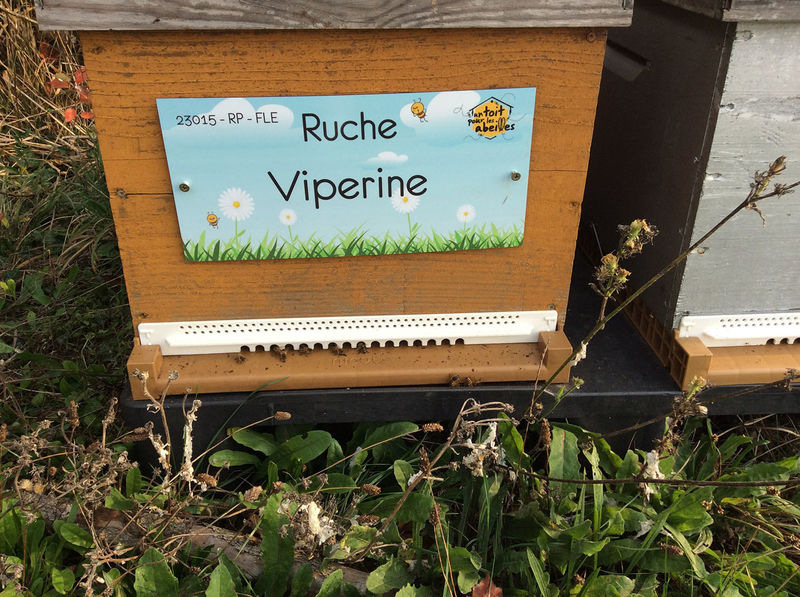 23015 - RP - FLE
Ruche
Viperine
un toit
pour les
abeilles